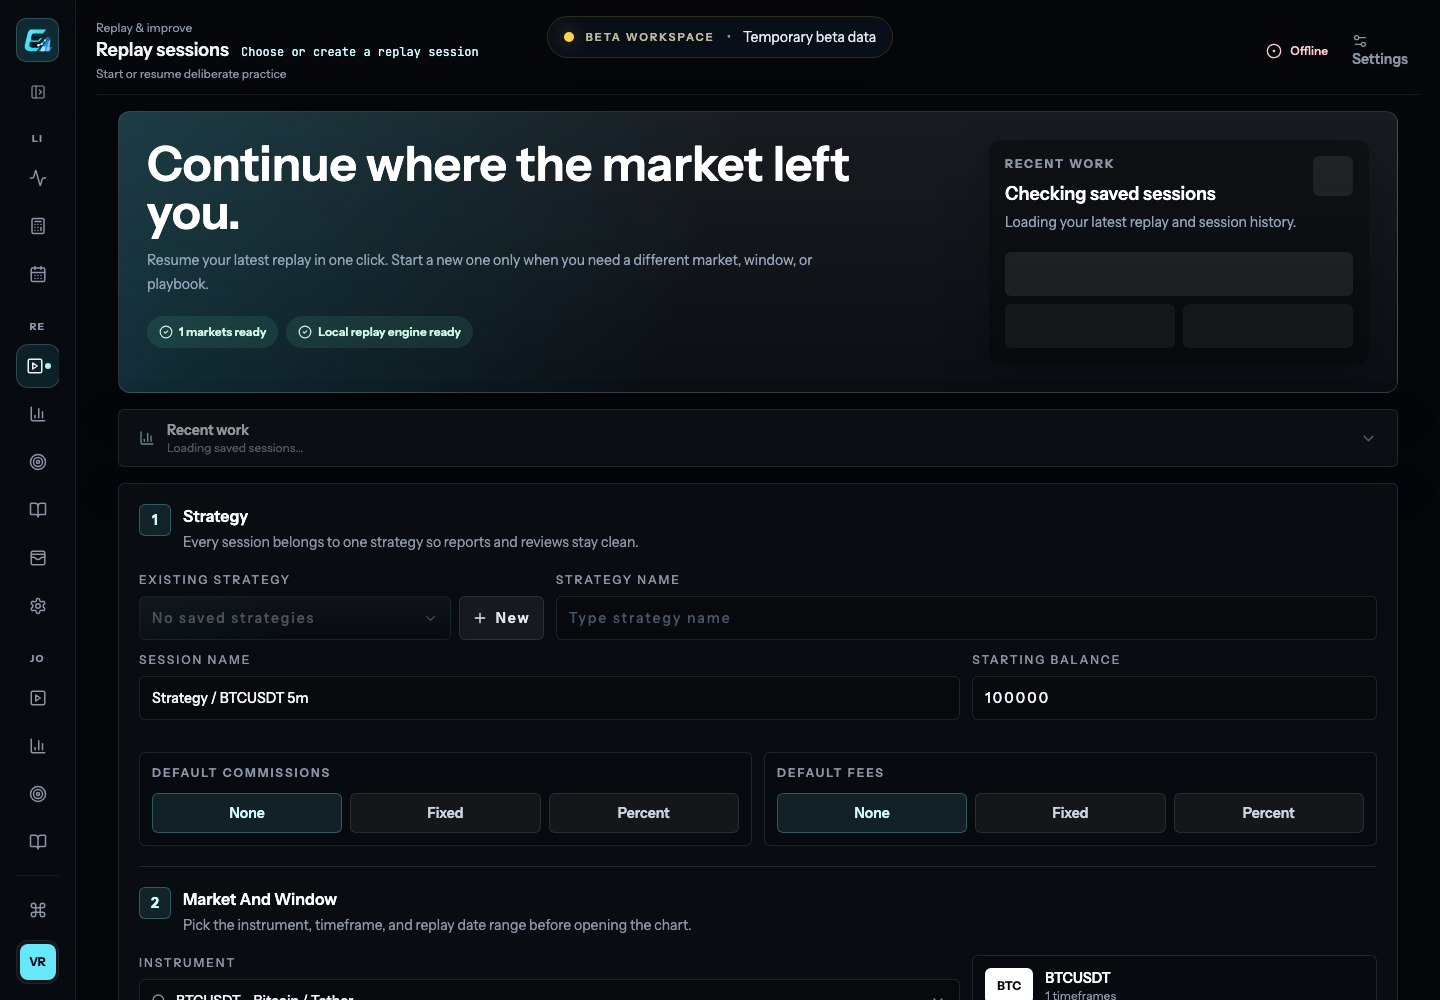 Replay & improve
Replay sessions Choose or create a replay session
Start or resume deliberate practice
BETA WORKSPACE · Temporary beta data
Offline
Settings
LI
RE
JO
VR
Continue where the market left
you.
Resume your latest replay in one click. Start a new one only when you need a different market, window, or
playbook.
1 markets ready
Local replay engine ready
RECENT WORK
Checking saved sessions
Loading your latest replay and session history.
Recent work
Loading saved sessions...
1 Strategy
Every session belongs to one strategy so reports and reviews stay clean.
EXISTING STRATEGY
No saved strategies
New
STRATEGY NAME
Type strategy name
SESSION NAME
Strategy / BTCUSDT 5m
STARTING BALANCE
100000
DEFAULT COMMISSIONS
None Fixed Percent
DEFAULT FEES
None Fixed Percent
2 Market And Window
Pick the instrument, timeframe, and replay date range before opening the chart.
INSTRUMENT
BTCUSDT - Bitcoin / Tether
BTC
BTCUSDT
1 timeframes